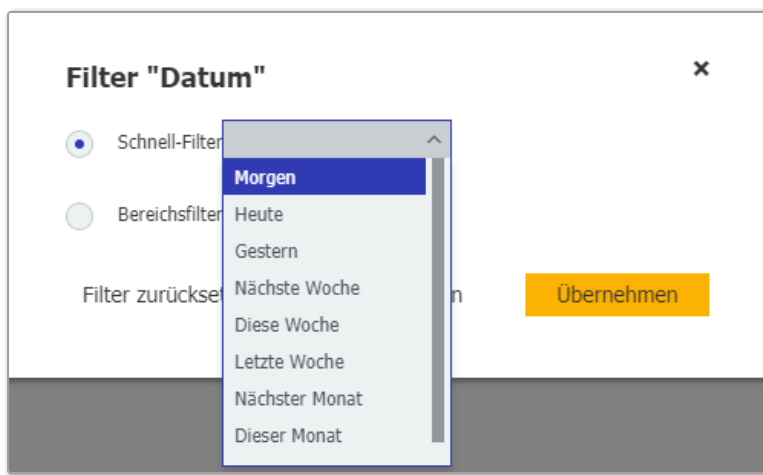 Filter "Datum"
Schnell-Filter
Morgen
Bereichsfilter
Heute
Gestern
Nächste Woche
Filter
Übernehmen
Diese Woche
Letzte Woche
Nächster Monat
Dieser Monat